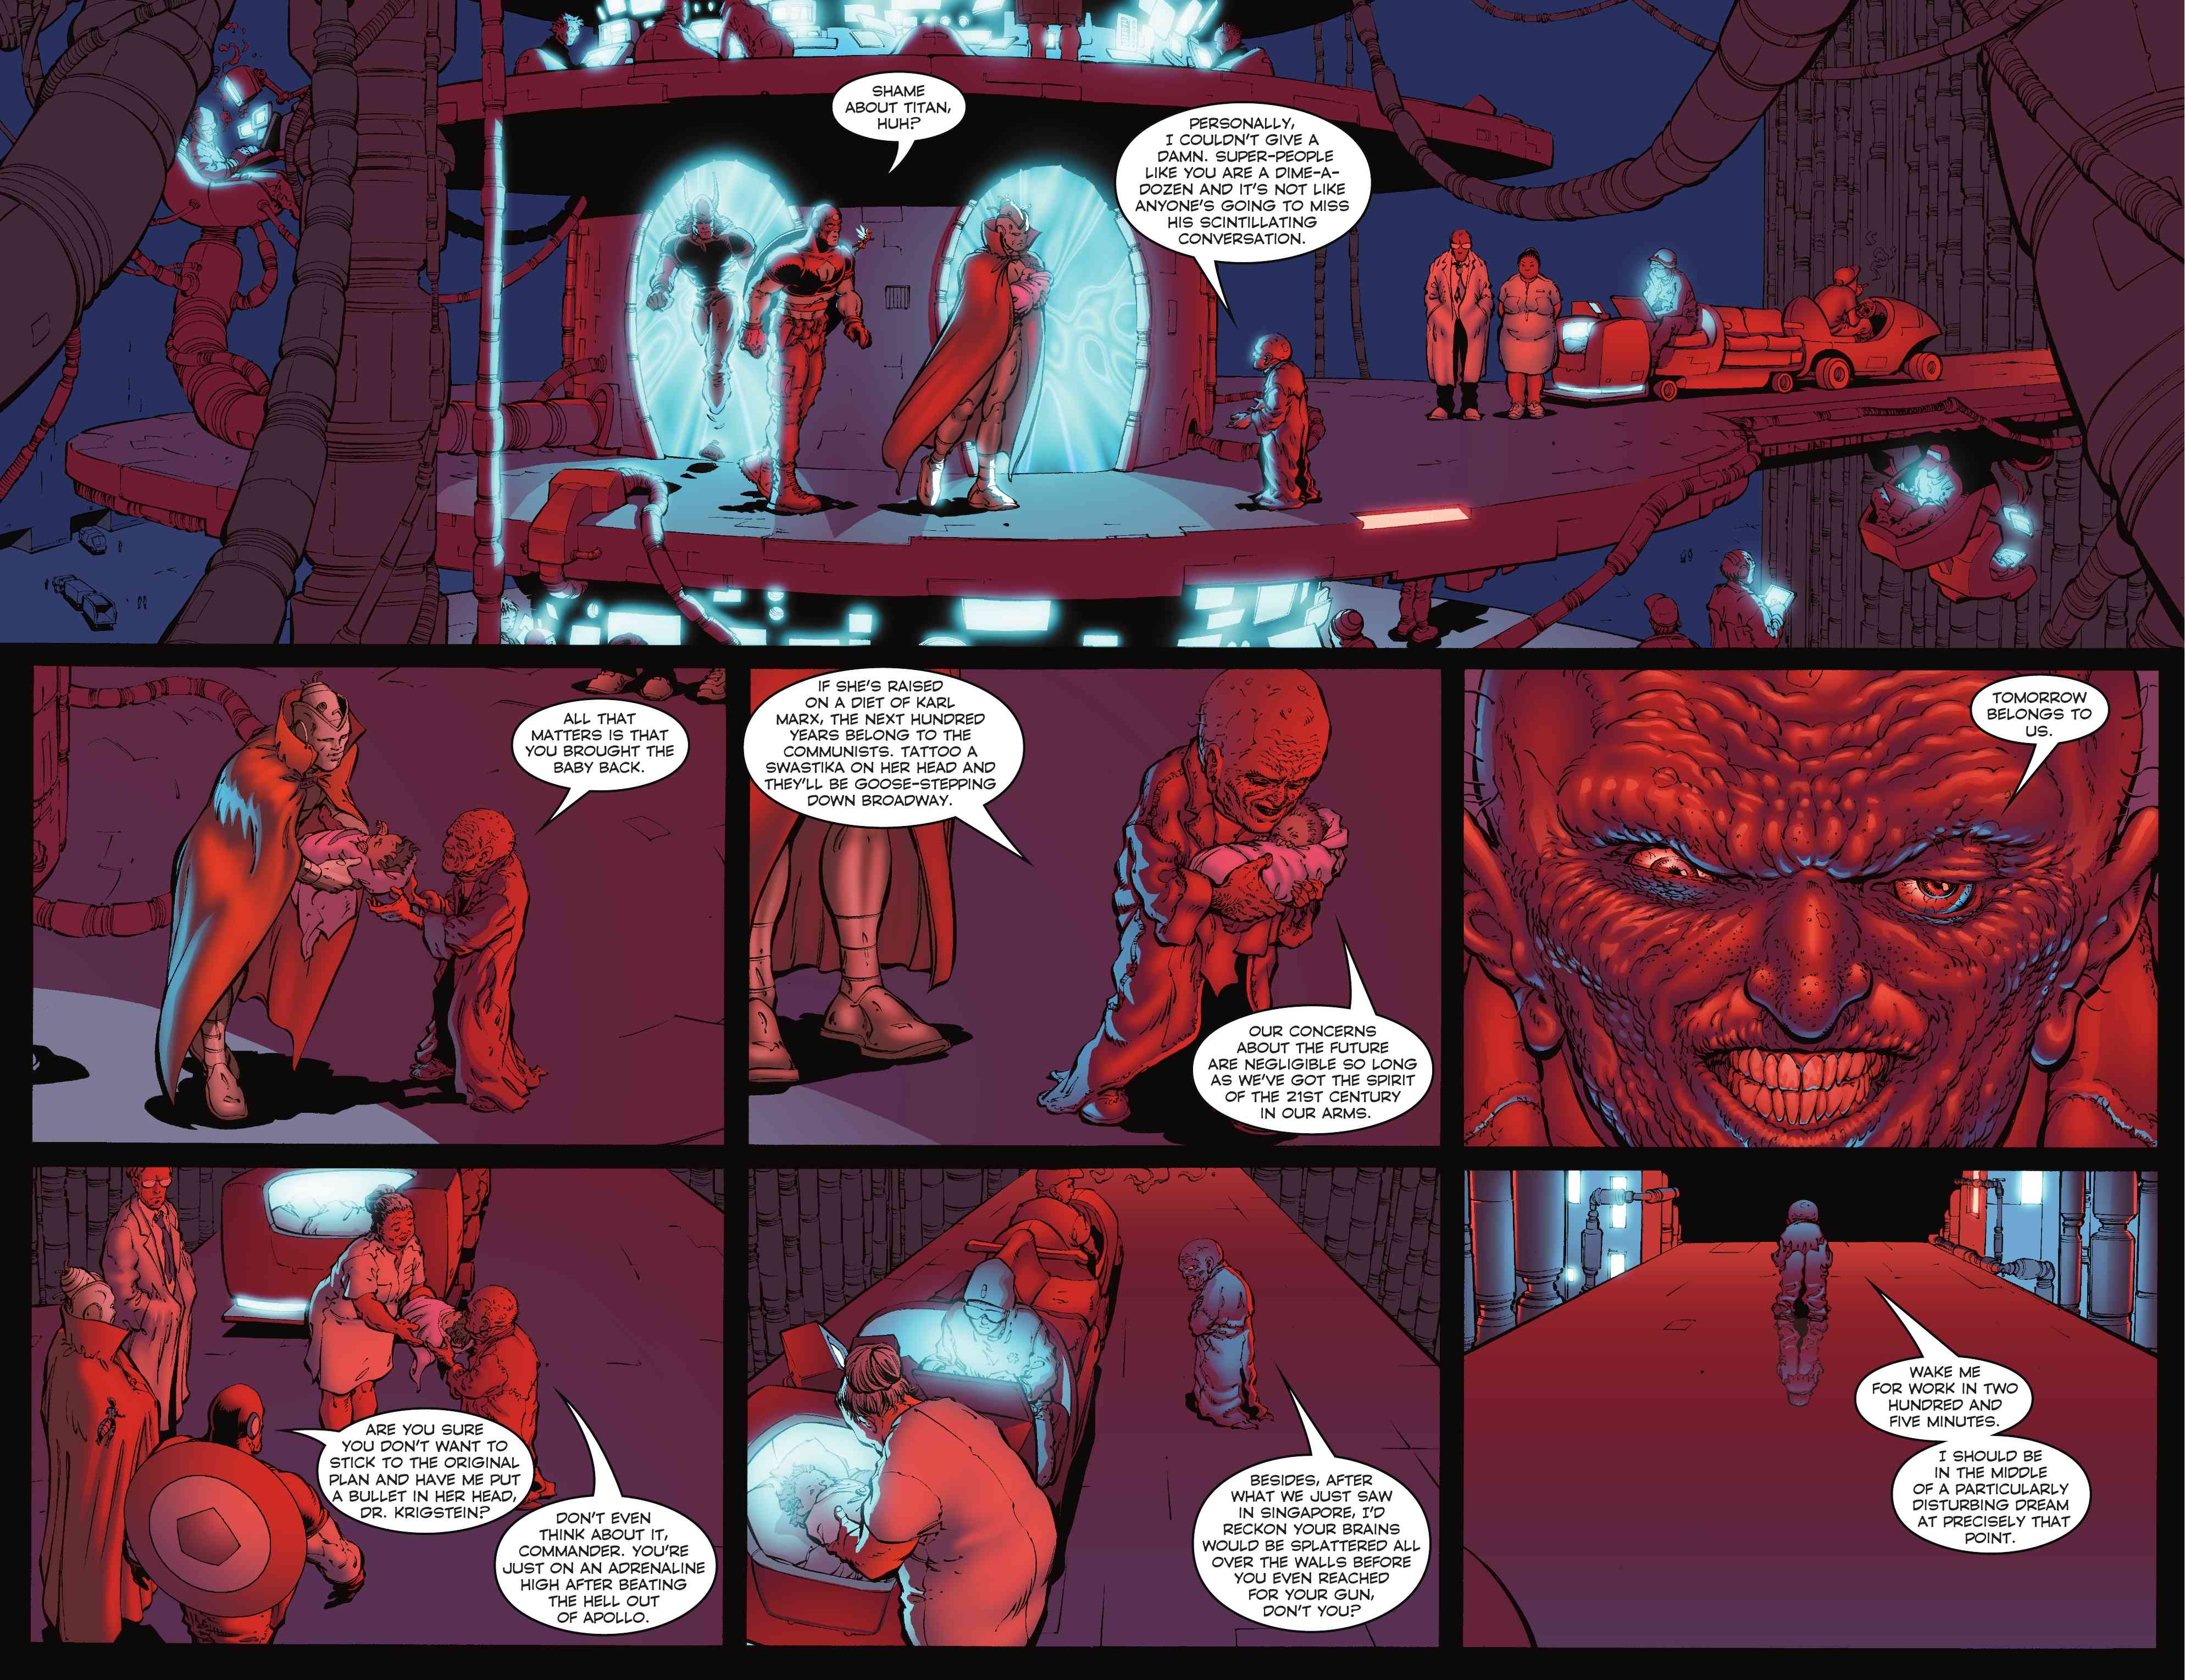 SHAME
ABOUT TITAN,
HUH?
PERSONALLY,
I COULDN'T GIVE A
DAMN. SUPER-PEOPLE
LIKE YOU ARE A DIME-A-
DOZEN AND IT'S NOT LIKE
ANYONE'S GOING TO MISS
HIS SCINTILLATING
CONVERSATION.
ALL THAT
MATTERS IS THAT
YOU BROUGHT THE
BABY BACK.
IF SHE'S RAISED
ON A DIET OF KARL
MARX, THE NEXT HUNDRED
YEARS BELONG TO THE
COMMUNISTS. TATTOO A
SWASTIKA ON HER HEAD AND
THEY'LL BE GOOSE-STEPPING
DOWN BROADWAY.
OUR CONCERNS
ABOUT THE FUTURE
ARE NEGLIGIBLE SO LONG
AS WE'VE GOT THE SPIRIT
OF THE 21ST CENTURY
IN OUR ARMS.
TOMORROW
BELONGS TO
US.
ARE YOU SURE
YOU DON'T WANT TO
STICK TO THE ORIGINAL
PLAN AND HAVE ME PUT
A BULLET IN HER HEAD,
DR. KRIGSTEIN?
DON'T EVEN
THINK ABOUT IT,
COMMANDER. YOU'RE
JUST ON AN ADRENALINE
HIGH AFTER BEATING
THE HELL OUT
OF APOLLO.
BESIDES, AFTER
WHAT WE JUST SAW
IN SINGAPORE, I'D
RECKON YOUR BRAINS
WOULD BE SPLATTERED ALL
OVER THE WALLS BEFORE
YOU EVEN REACHED
FOR YOUR GUN,
DON'T YOU?
WAKE ME
FOR WORK IN TWO
HUNDRED AND
FIVE MINUTES.
I SHOULD BE
IN THE MIDDLE
OF A PARTICULARLY
DISTURBING DREAM
AT PRECISELY THAT
POINT.